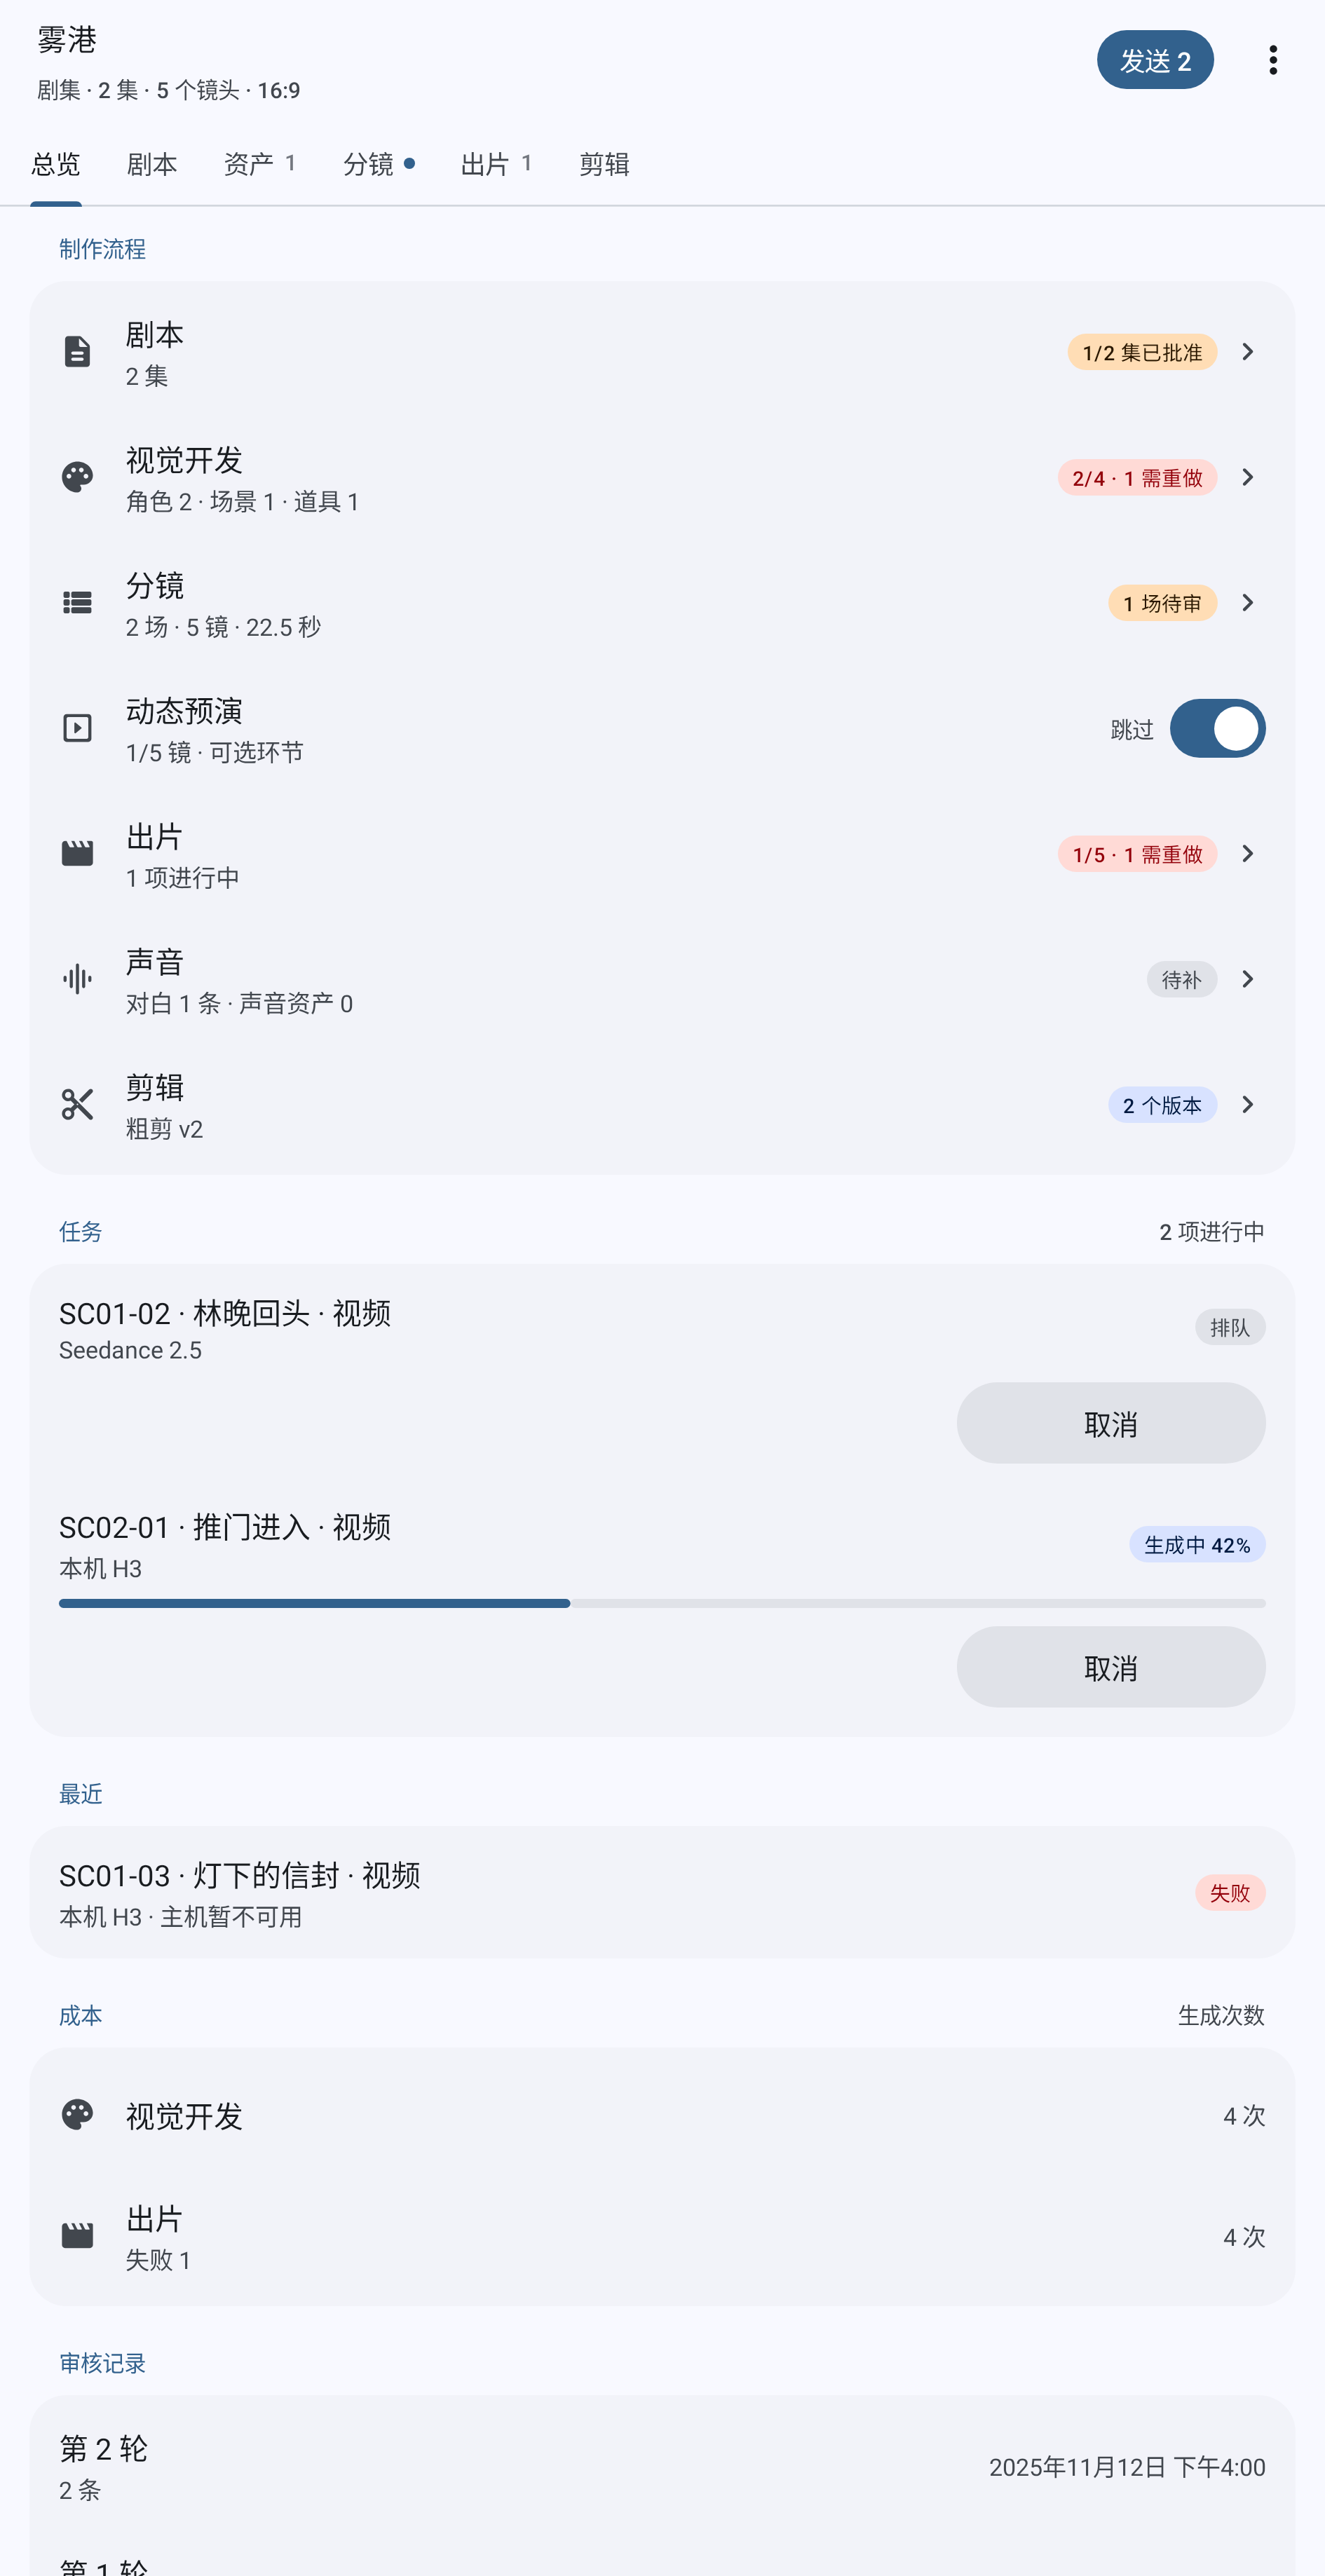 雾港
剧集 · 2 集 · 5 个镜头 · 16:9
发送 2
总览 剧本 资产 1 分镜 出片 1 剪辑
制作流程
剧本
2 集
1/2 集已批准
视觉开发
角色 2 · 场景 1 · 道具 1
2/4 · 1 需重做
分镜
2 场 · 5 镜 · 22.5 秒
1 场待审
动态预演
1/5 镜 · 可选环节
跳过
出片
1 项进行中
1/5 · 1 需重做
声音
对白 1 条 · 声音资产 0
待补
剪辑
粗剪 v2
2 个版本
任务
2 项进行中
SC01-02 · 林晚回头 · 视频
Seedance 2.5
排队
取消
SC02-01 · 推门进入 · 视频
本机 H3
生成中 42%
取消
最近
SC01-03 · 灯下的信封 · 视频
本机 H3 · 主机暂不可用
失败
成本
生成次数
视觉开发
4 次
出片
失败 1
4 次
审核记录
第 2 轮
2 条
2025年11月12日 下午4:00
第 1 轮